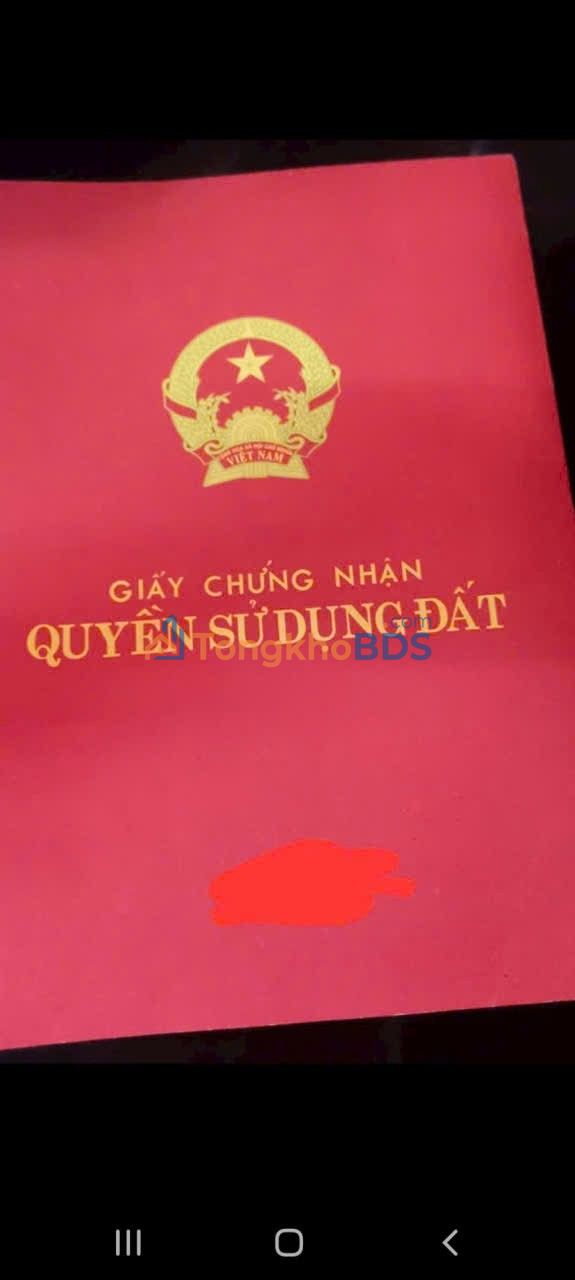 VIỆT NAM
GIẤY CHỨNG NHẬN
QUYỀN SỬ DỤNG ĐẤT
TongkhoBDS
.com